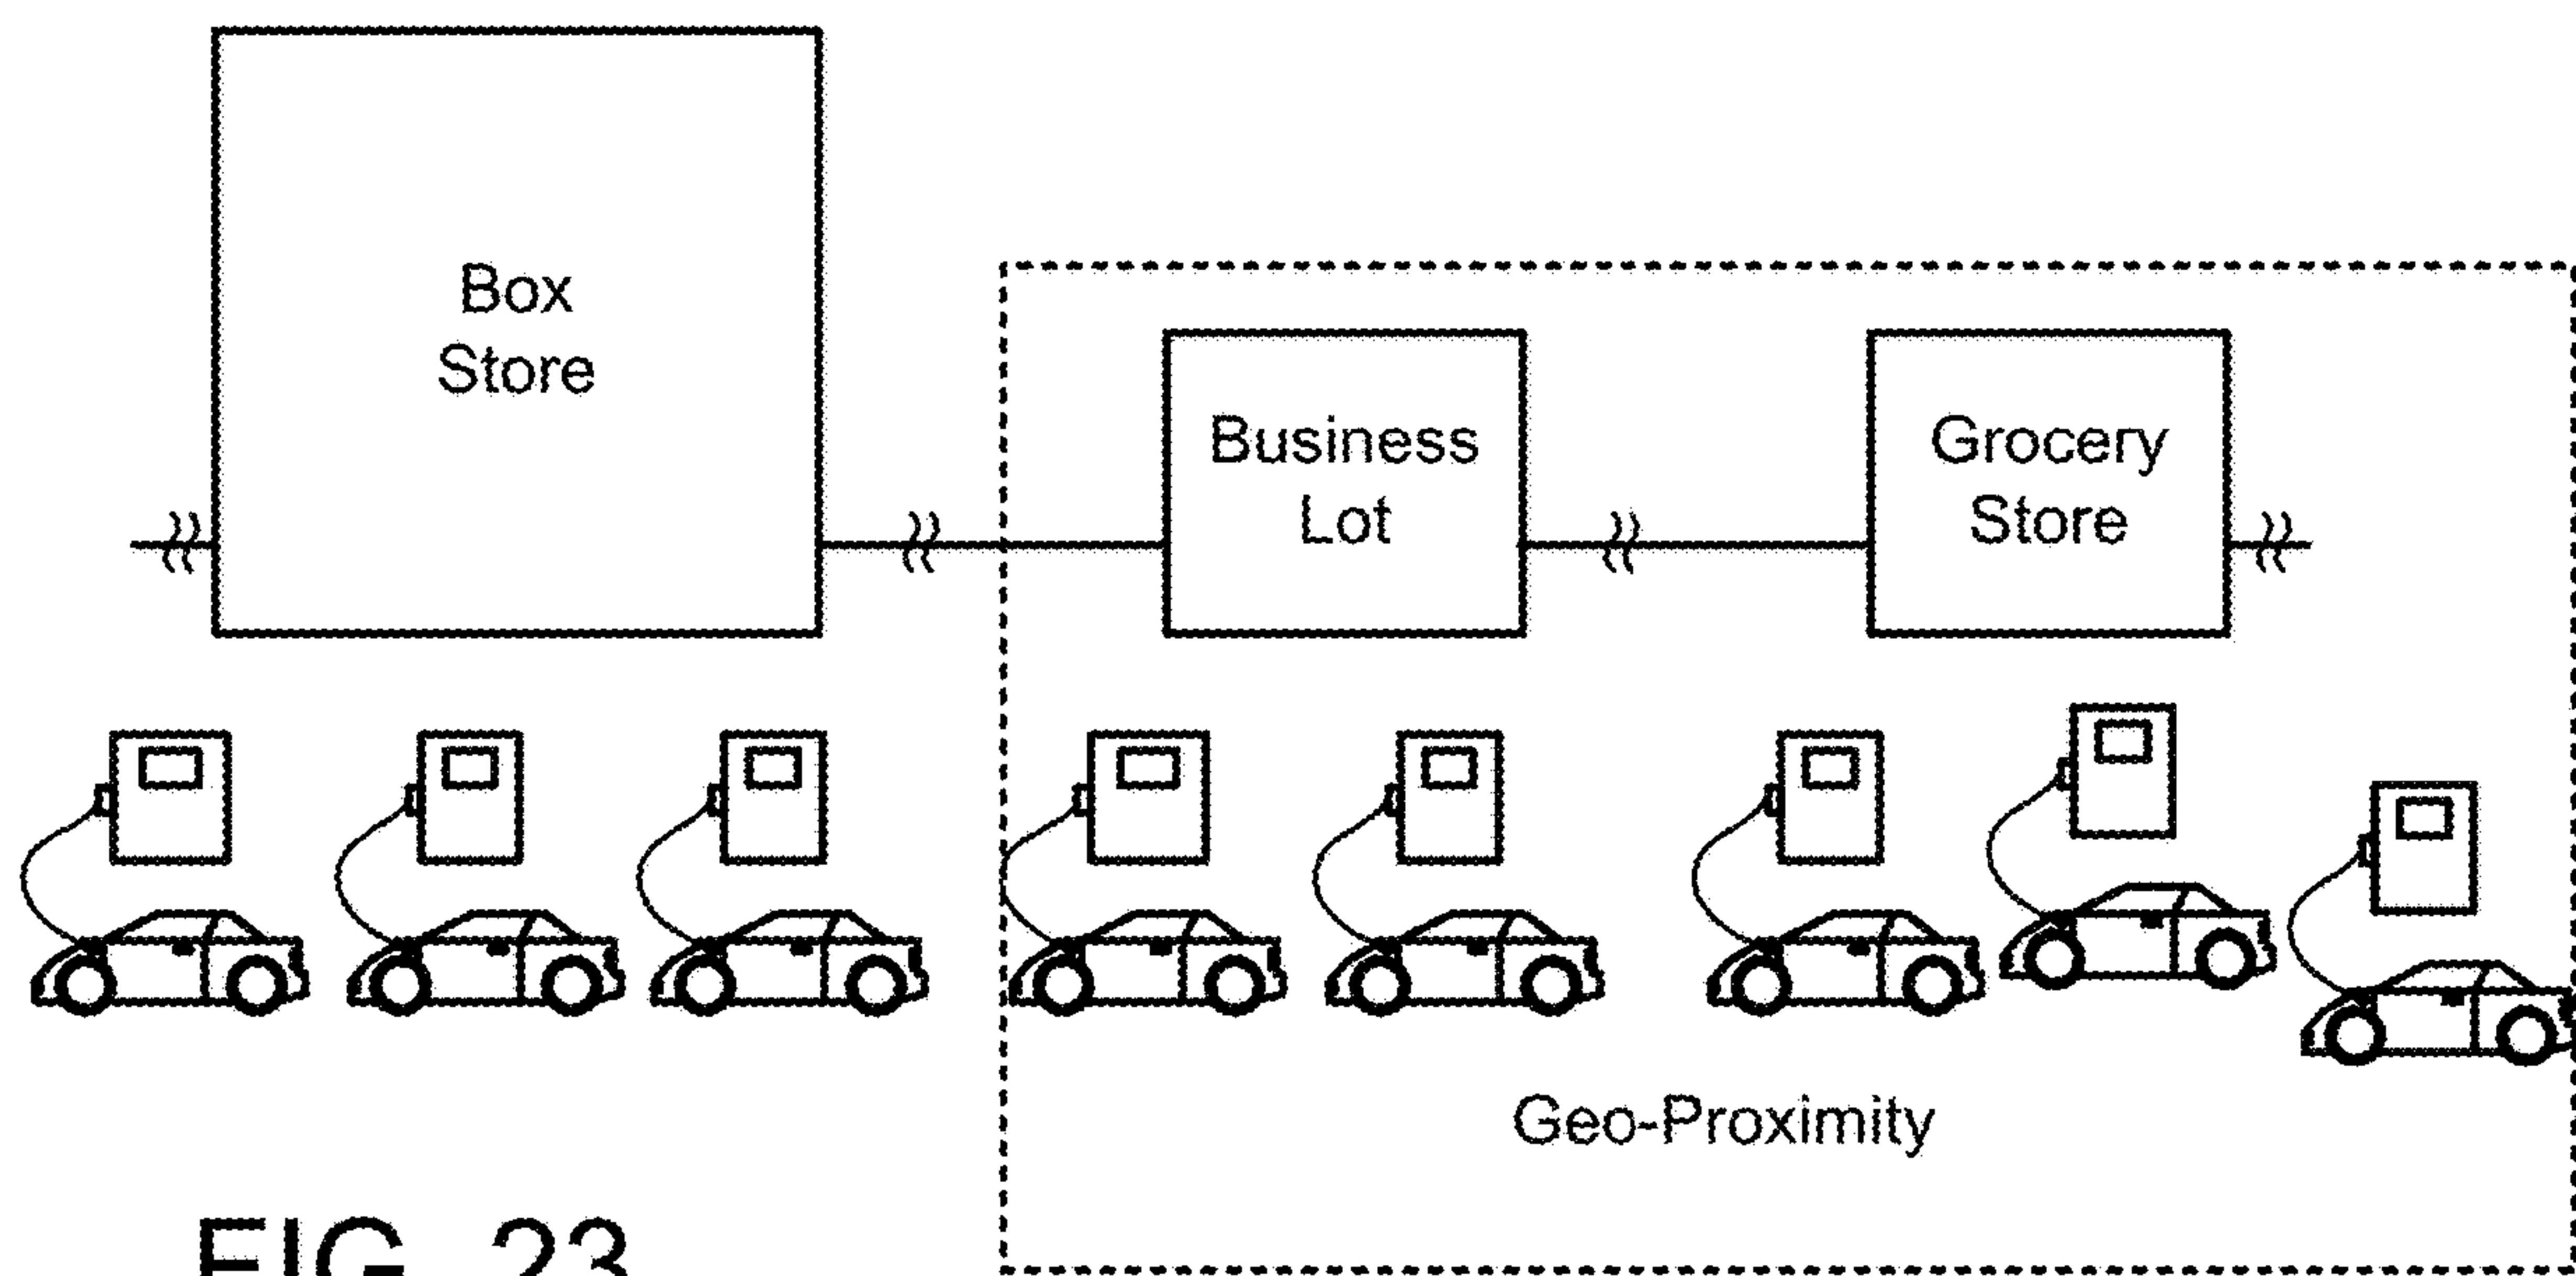 Box
Store
Business
Lot
Grocery
Store
Geo-Proximity
FIG. 23